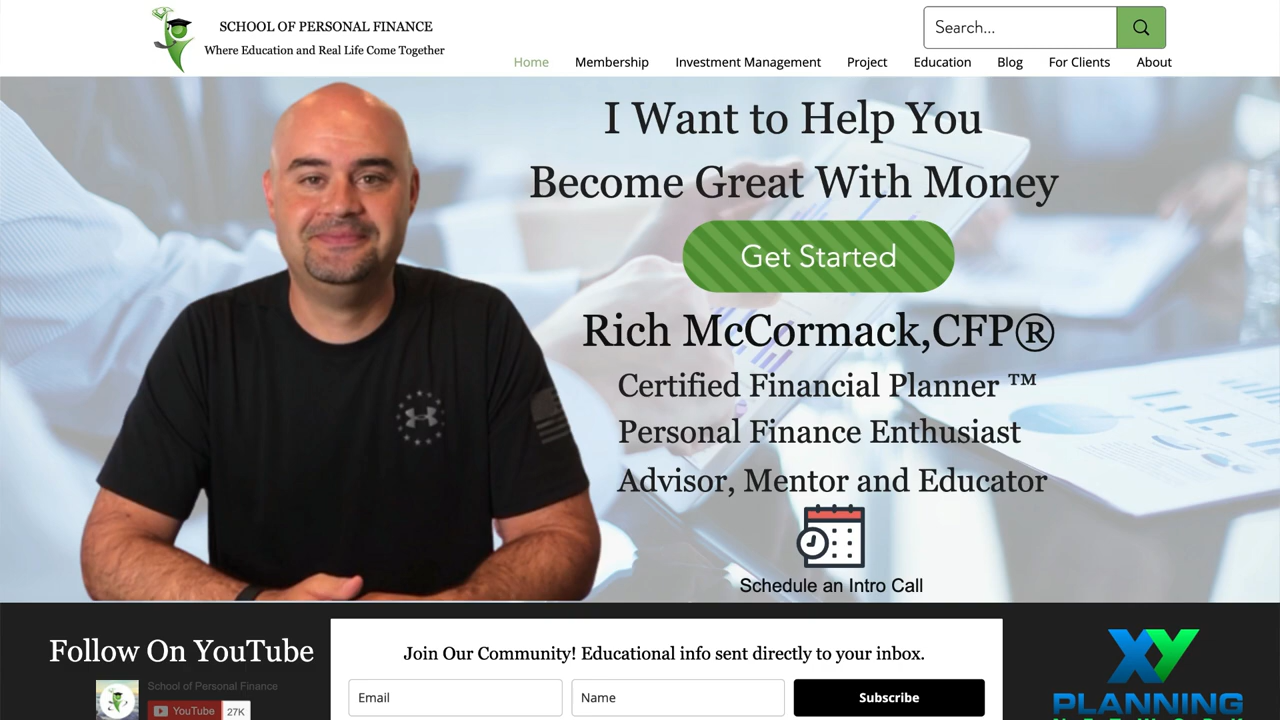 SCHOOL OF PERSONAL FINANCE
Where Education and Real Life Come Together
Search...
Home Membership Investment Management Project Education Blog For Clients About
I Want to Help You
Become Great With Money
Get Started
Rich McCormack,CFP®
Certified Financial Planner ™
Personal Finance Enthusiast
Advisor, Mentor and Educator
Schedule an Intro Call
Follow On YouTube
School of Personal Finance
YouTube 27K
Join Our Community! Educational info sent directly to your inbox.
Email Name Subscribe
XY
PLANNING